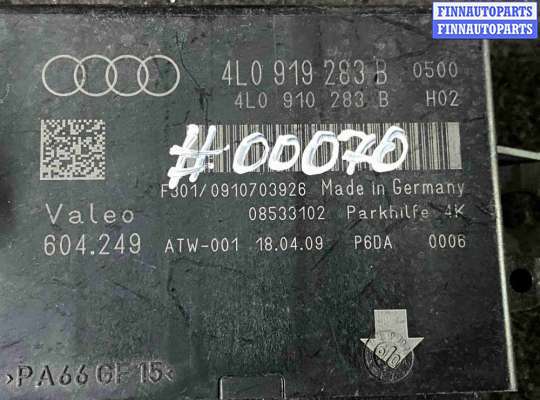 FINNAUTOPARTS
FINNAUTOPARTS
FINNAUTOPARTS
4L0 919 283 B 0500
4L0 910 283 B H02
#00070
F301/0910703926 Made in Germany
Valeo 08533102 Parkhilfe 4K
604.249 ATW-001 18.04.09 P6DA 0006
>PA66GF15<